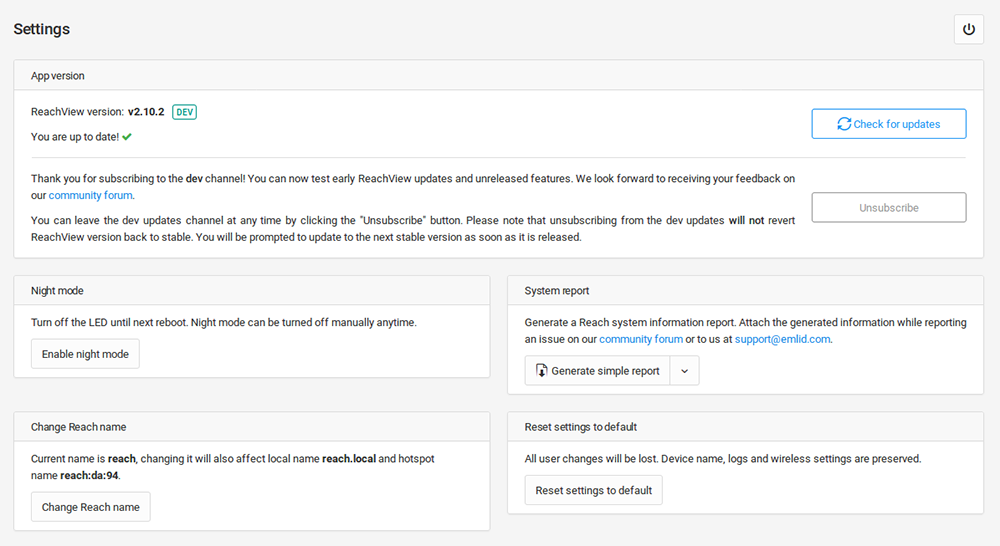 Settings
App version
ReachView version: v2.10.2 DEV
You are up to date!
Check for updates
Thank you for subscribing to the dev channel! You can now test early ReachView updates and unreleased features. We look forward to receiving your feedback on
our community forum.
You can leave the dev updates channel at any time by clicking the "Unsubscribe" button. Please note that unsubscribing from the dev updates will not revert
ReachView version back to stable. You will be prompted to update to the next stable version as soon as it is released.
Unsubscribe
Night mode
Turn off the LED until next reboot. Night mode can be turned off manually anytime.
Enable night mode
System report
Generate a Reach system information report. Attach the generated information while reporting
an issue on our community forum or to us at support@emlid.com.
Generate simple report
Change Reach name
Current name is reach, changing it will also affect local name reach.local and hotspot
name reach:da:94.
Change Reach name
Reset settings to default
All user changes will be lost. Device name, logs and wireless settings are preserved.
Reset settings to default